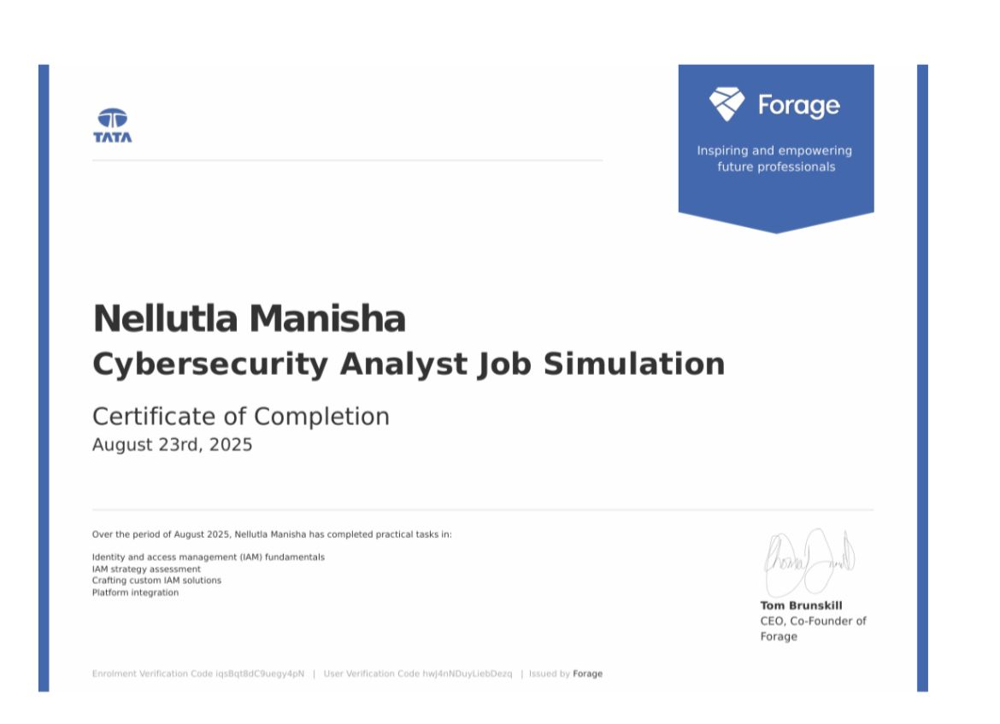 TATA
Forage
Inspiring and empowering
future professionals
Nellutla Manisha
Cybersecurity Analyst Job Simulation
Certificate of Completion
August 23rd, 2025
Over the period of August 2025, Nellutla Manisha has completed practical tasks in:
Identity and access management (IAM) fundamentals
IAM strategy assessment
Crafting custom IAM solutions
Platform integration
Tom Brunskill
CEO, Co-Founder of
Forage
Enrolment Verification Code iqsBqt8dC9uegy4pN | User Verification Code hwJ4nNDuyLiebDezq | Issued by Forage